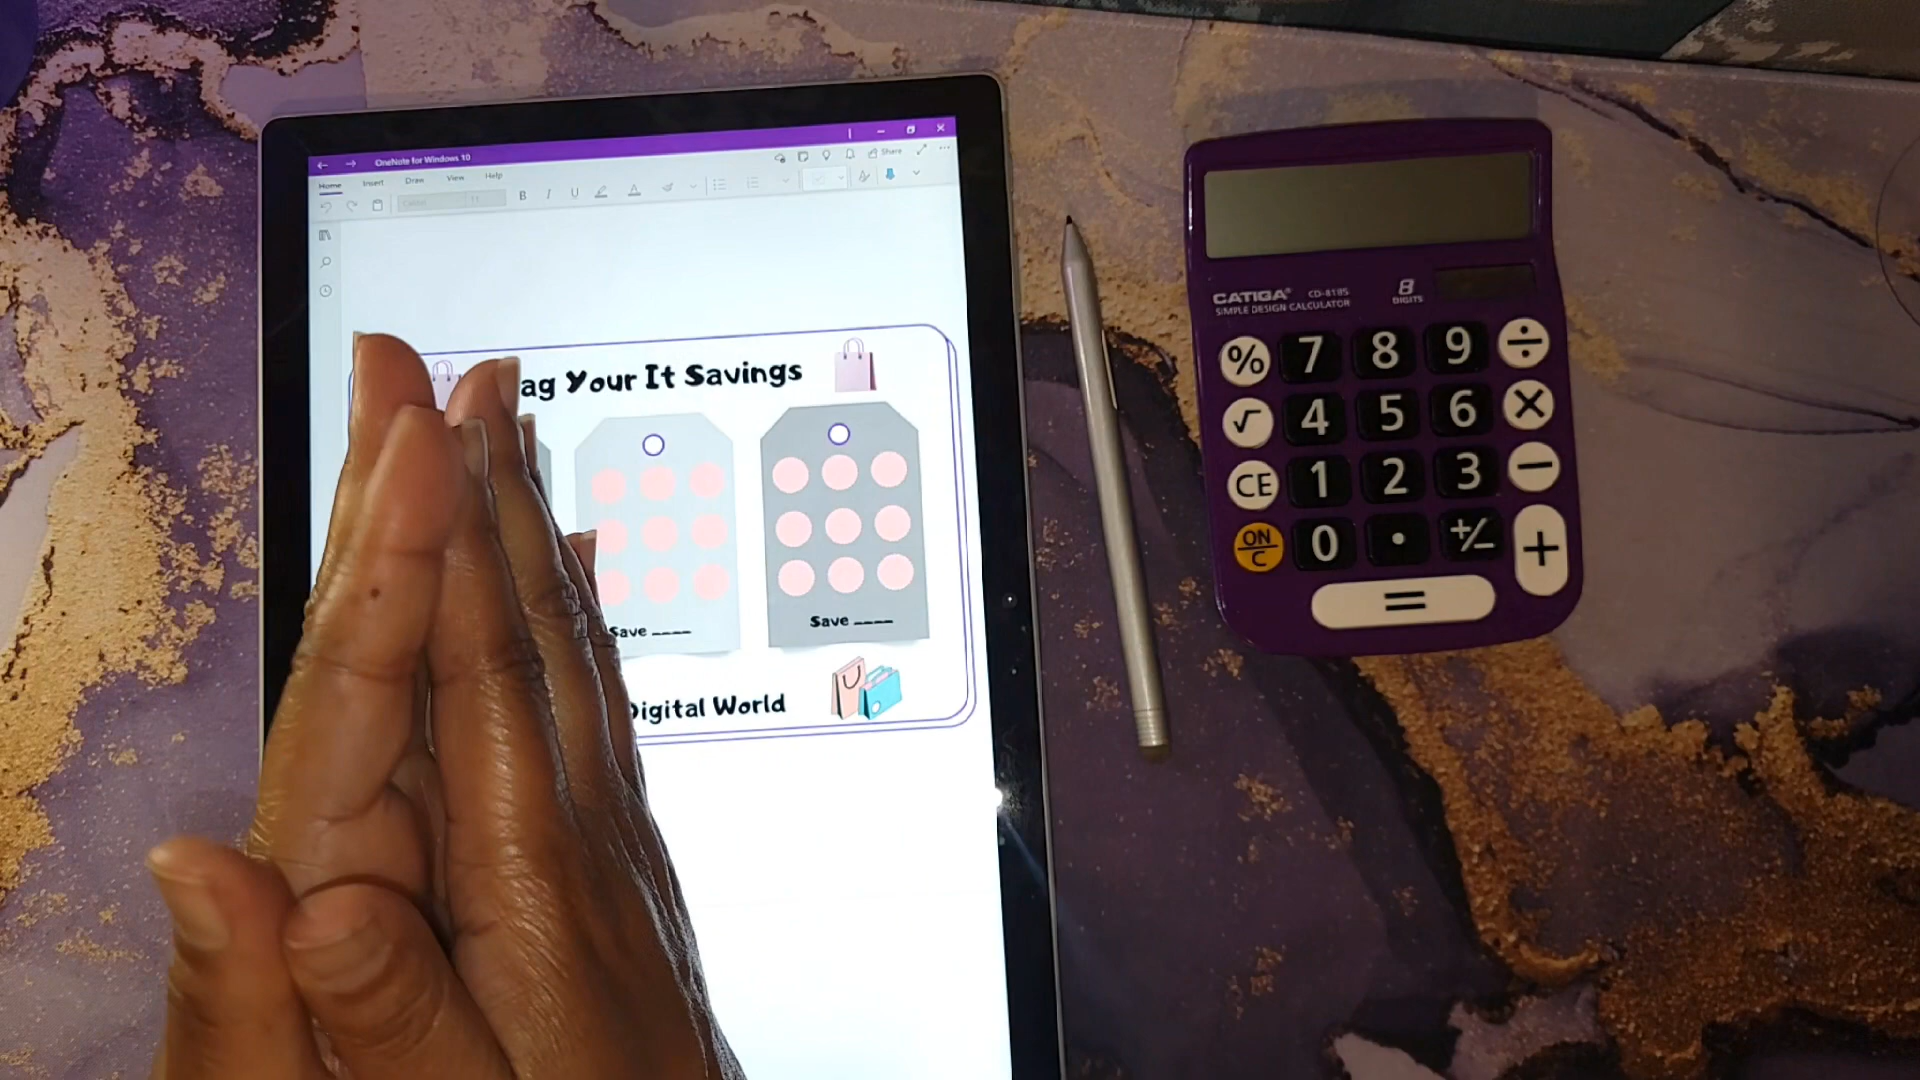 OneNote for Windows 10
Share
Home Insert Draw View Help
B I U A
ag Your It Savings
Save ____
Save ____
Digital World
CATIGA® CD-8185
SIMPLE DESIGN CALCULATOR
8
DIGITS
% 7 8 9 ÷
√ 4 5 6 ×
CE 1 2 3 −
ON/C 0 . +/− +
=